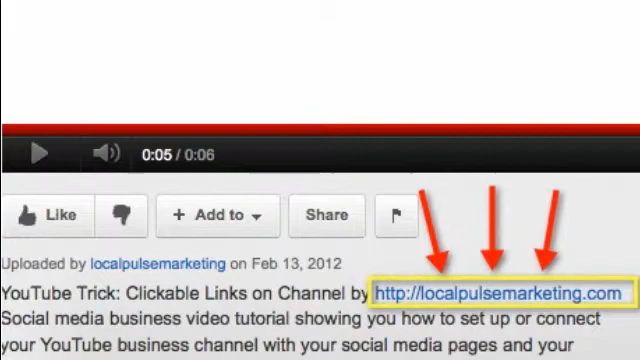 0:05 / 0:06
Like
+ Add to
Share
Uploaded by localpulsemarketing on Feb 13, 2012
YouTube Trick: Clickable Links on Channel by http://localpulsemarketing.com
Social media business video tutorial showing you how to set up or connect
your YouTube business channel with your social media pages and your